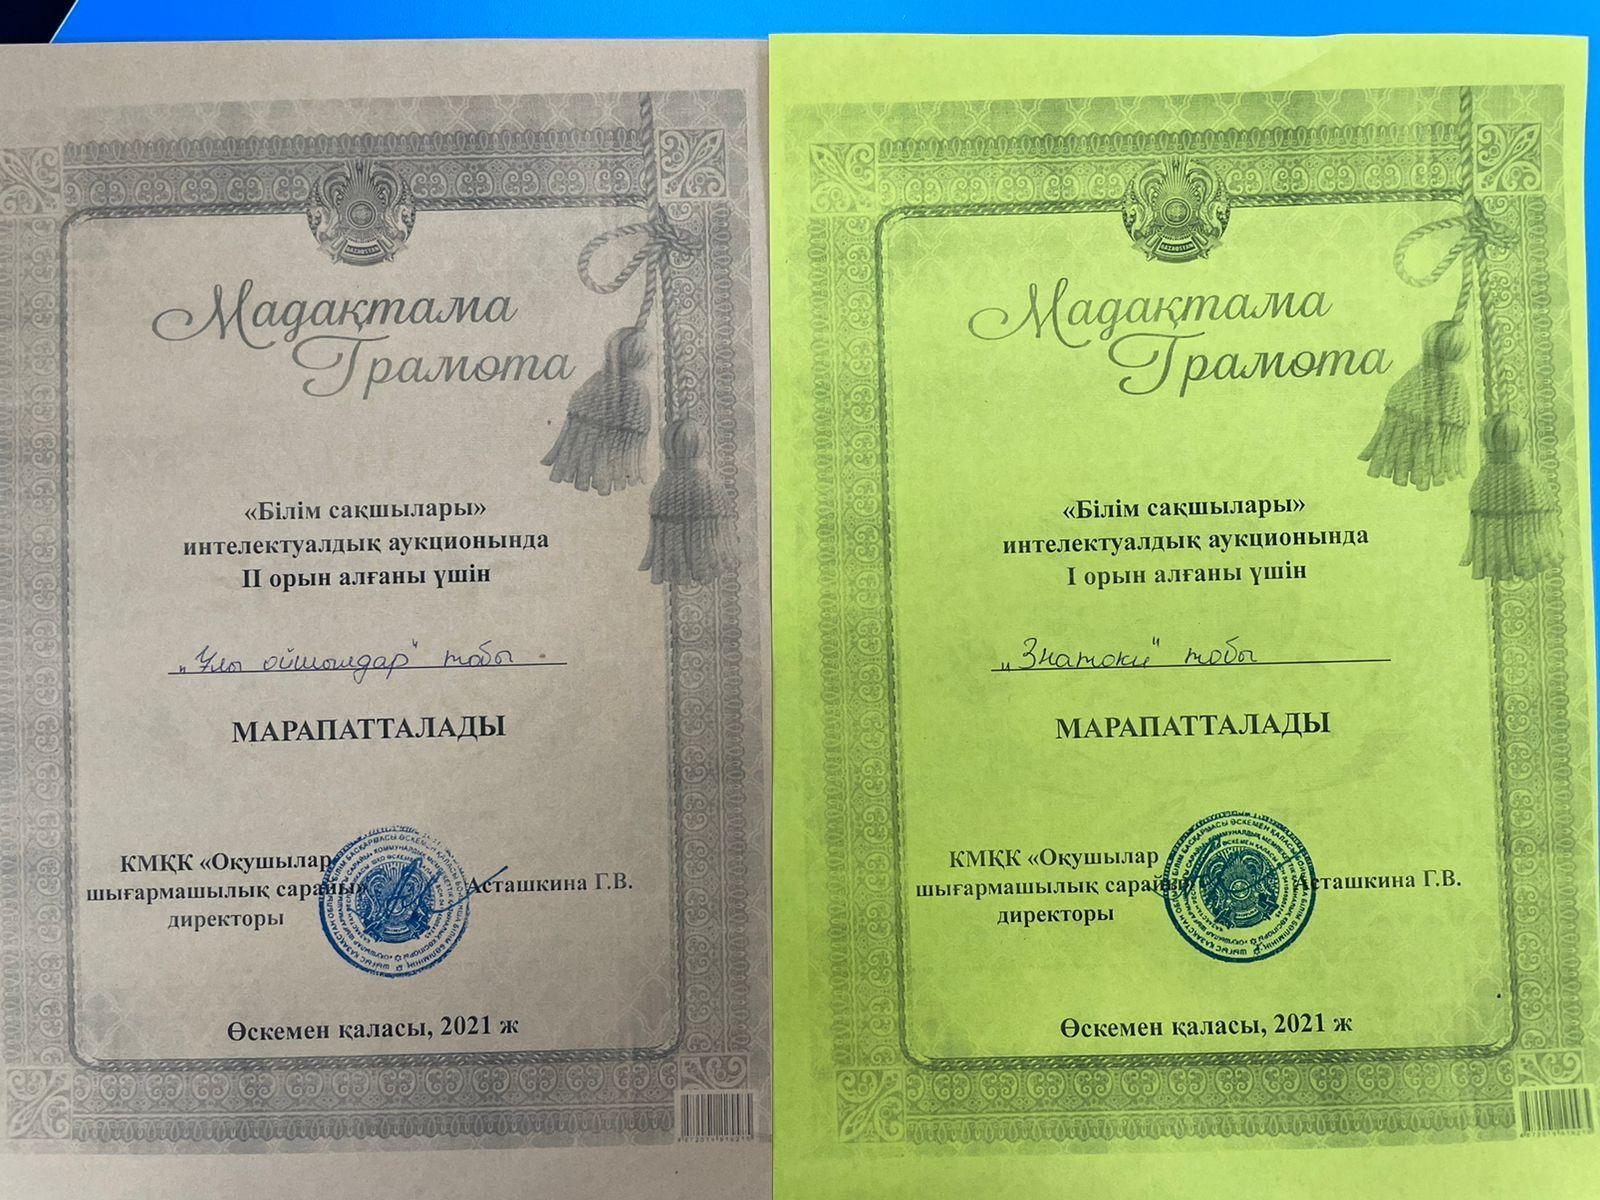 QAZAQSTAN
Мадақтама
Грамота
«Білім сақшылары»
интелектуалдық аукционында
II орын алғаны үшін
„Ұлы ойшылдар" тобы
МАРАПАТТАЛАДЫ
КМҚК «Оқушылар
шығармашылық сарайы»
директоры
Асташкина Г.В.
Өскемен қаласы, 2021 ж
QAZAQSTAN
Мадақтама
Грамота
«Білім сақшылары»
интелектуалдық аукционында
I орын алғаны үшін
„Знатоки" тобы
МАРАПАТТАЛАДЫ
КМҚК «Оқушылар
шығармашылық сарайы»
директоры
Асташкина Г.В.
Өскемен қаласы, 2021 ж